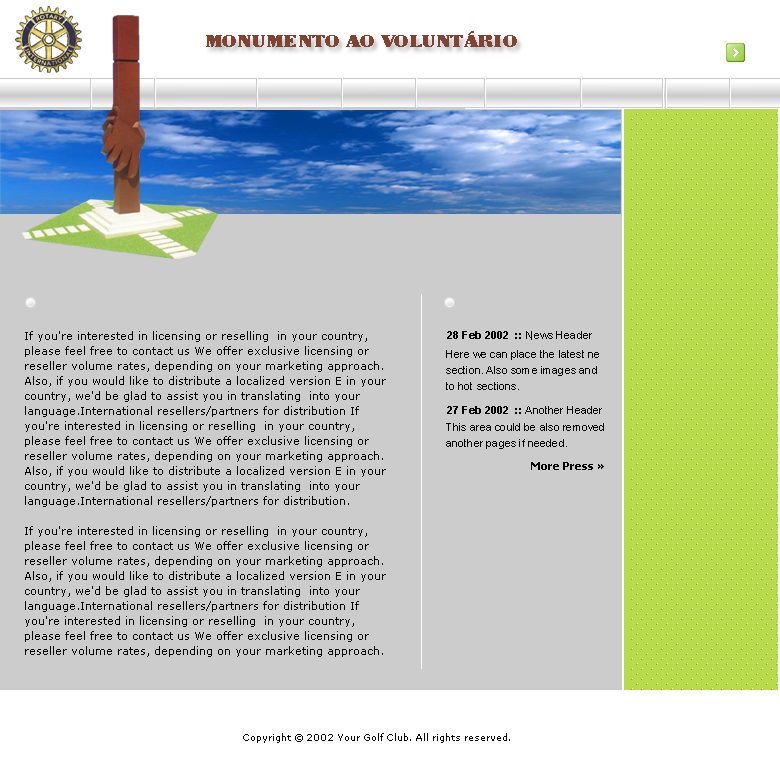 ROTARY
INTERNATIONAL
MONUMENTO AO VOLUNTÁRIO
If you're interested in licensing or reselling in your country,
please feel free to contact us We offer exclusive licensing or
reseller volume rates, depending on your marketing approach.
Also, if you would like to distribute a localized version E in your
country, we'd be glad to assist you in translating into your
language.International resellers/partners for distribution If
you're interested in licensing or reselling in your country,
please feel free to contact us We offer exclusive licensing or
reseller volume rates, depending on your marketing approach.
Also, if you would like to distribute a localized version E in your
country, we'd be glad to assist you in translating into your
language.International resellers/partners for distribution.
If you're interested in licensing or reselling in your country,
please feel free to contact us We offer exclusive licensing or
reseller volume rates, depending on your marketing approach.
Also, if you would like to distribute a localized version E in your
country, we'd be glad to assist you in translating into your
language.International resellers/partners for distribution If
you're interested in licensing or reselling in your country,
please feel free to contact us We offer exclusive licensing or
reseller volume rates, depending on your marketing approach.
28 Feb 2002 :: News Header
Here we can place the latest ne
section. Also some images and
to hot sections.
27 Feb 2002 :: Another Header
This area could be also removed
another pages if needed.
More Press »
Copyright © 2002 Your Golf Club. All rights reserved.